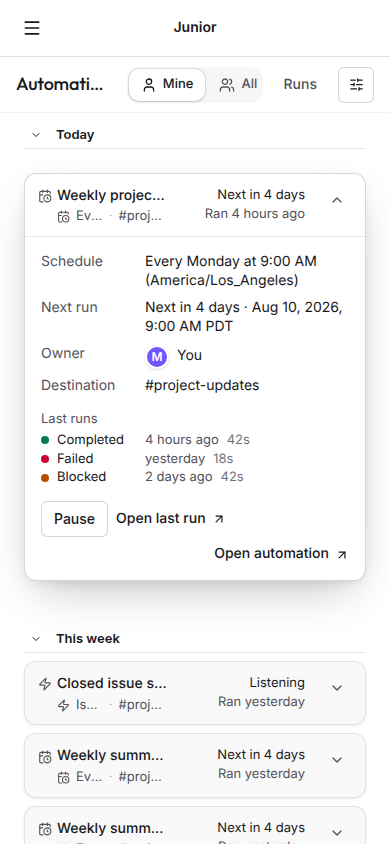 Junior
Automati...
Mine
All
Runs
Today
Weekly projec...
Next in 4 days
Ev... · #proj...
Ran 4 hours ago
Schedule
Every Monday at 9:00 AM
(America/Los_Angeles)
Next run
Next in 4 days · Aug 10, 2026,
9:00 AM PDT
Owner
M You
Destination
#project-updates
Last runs
Completed 4 hours ago 42s
Failed yesterday 18s
Blocked 2 days ago 42s
Pause
Open last run
Open automation
This week
Closed issue s...
Listening
Is... · #proj...
Ran yesterday
Weekly summ...
Next in 4 days
Ev... · #proj...
Ran yesterday
Weekly summ...
Next in 4 days